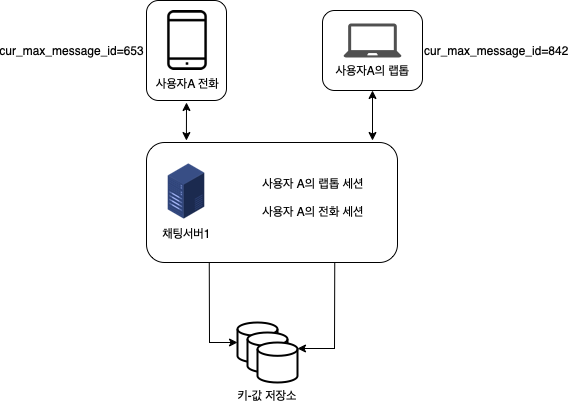 cur_max_message_id=653
사용자A 전화
사용자A의 랩톱
cur_max_message_id=842
채팅서버1
사용자 A의 랩톱 세션
사용자 A의 전화 세션
키-값 저장소